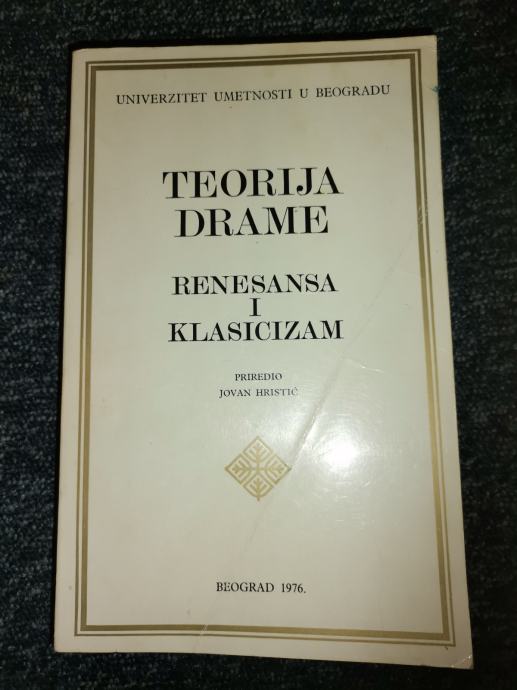 UNIVERZITET UMETNOSTI U BEOGRADU
TEORIJA
DRAME
RENESANSA
I
KLASICIZAM
PRIREDIO
JOVAN HRISTIĆ
BEOGRAD 1976.